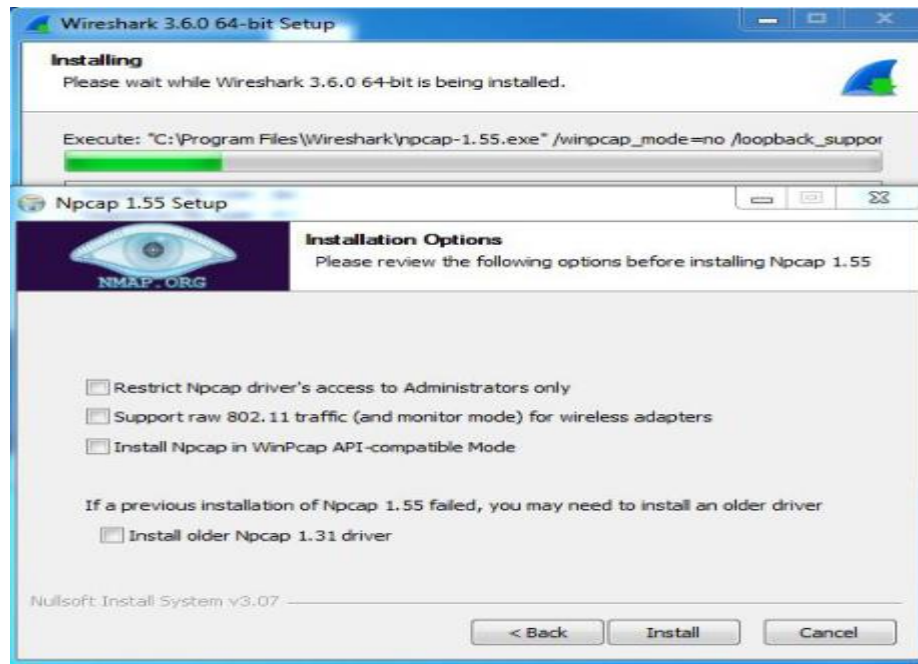 Wireshark 3.6.0 64-bit Setup
Installing
Please wait while Wireshark 3.6.0 64-bit is being installed.
Execute: "C:\Program Files\Wireshark\npcap-1.55.exe" /winpcap_mode=no /loopback_suppor
Npcap 1.55 Setup
NMAP.ORG
Installation Options
Please review the following options before installing Npcap 1.55
Restrict Npcap driver's access to Administrators only
Support raw 802.11 traffic (and monitor mode) for wireless adapters
Install Npcap in WinPcap API-compatible Mode
If a previous installation of Npcap 1.55 failed, you may need to install an older driver
Install older Npcap 1.31 driver
Nullsoft Install System v3.07
< Back Install Cancel